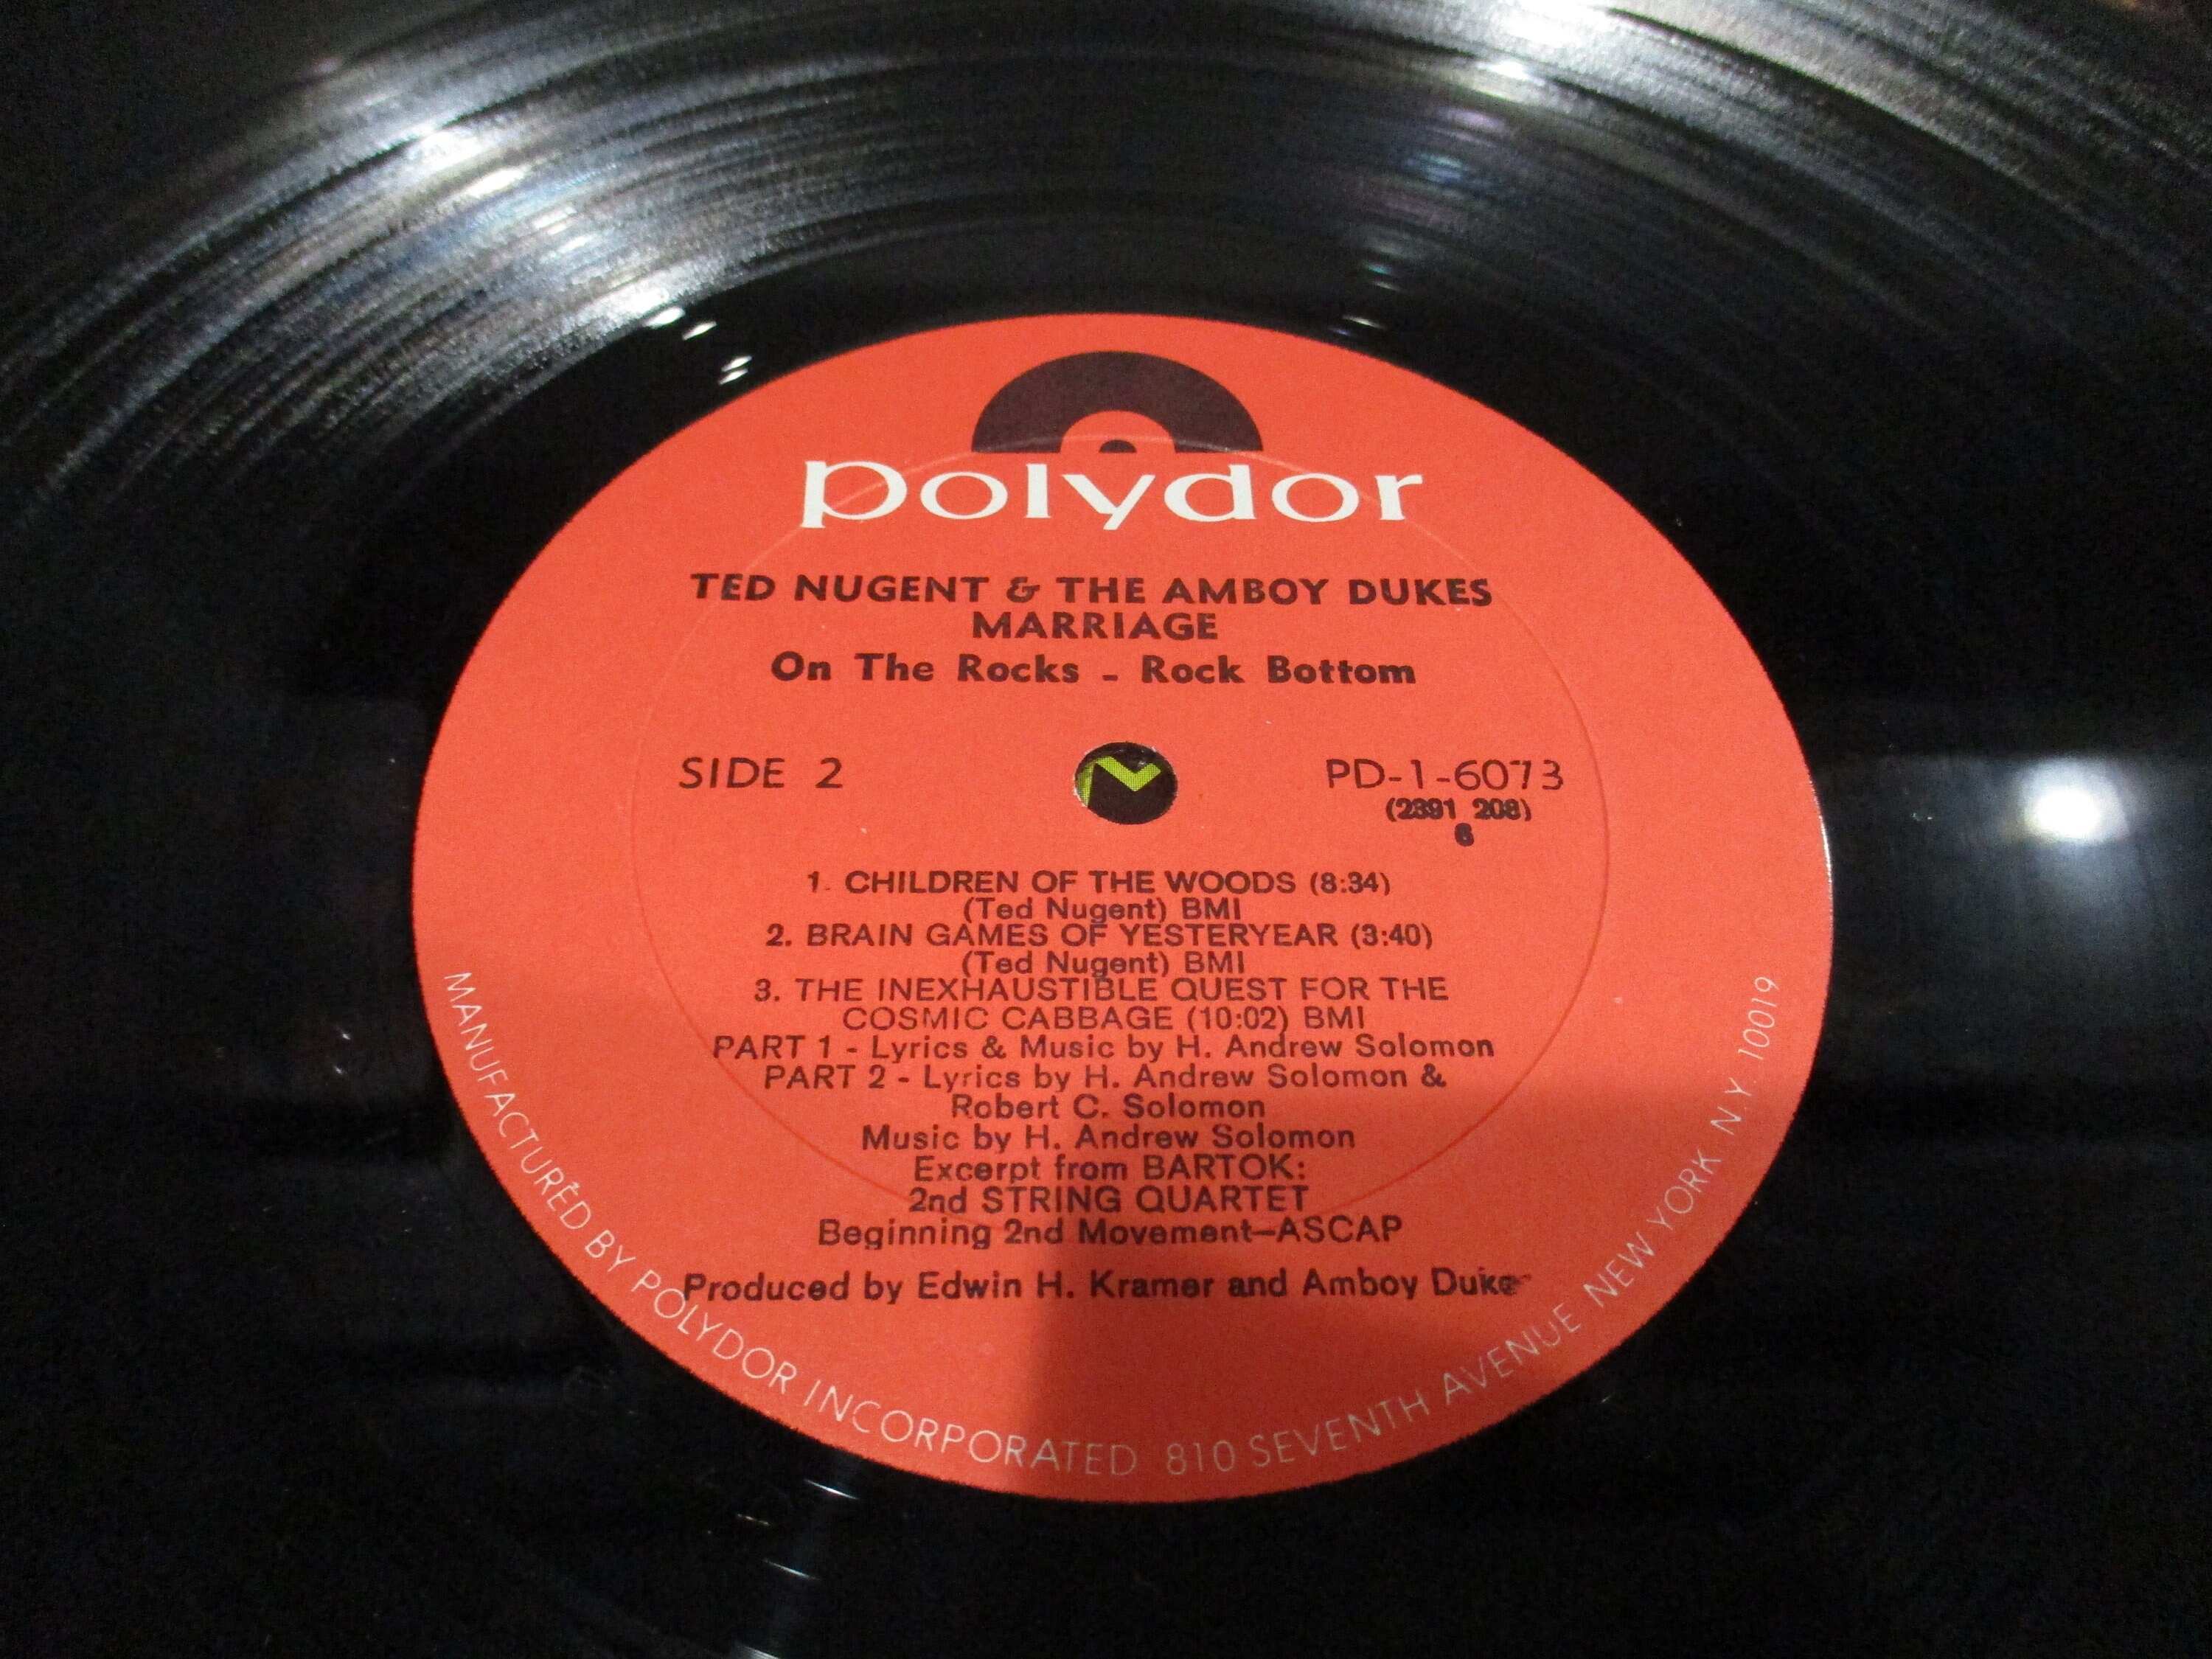 polydor
TED NUGENT & THE AMBOY DUKES
MARRIAGE
On The Rocks - Rock Bottom
SIDE 2
PD-1-6073
(2391 208)
6
1. CHILDREN OF THE WOODS (8:34)
(Ted Nugent) BMI
2. BRAIN GAMES OF YESTERYEAR (3:40)
(Ted Nugent) BMI
3. THE INEXHAUSTIBLE QUEST FOR THE
COSMIC CABBAGE (10:02) BMI
PART 1 - Lyrics & Music by H. Andrew Solomon
PART 2 - Lyrics by H. Andrew Solomon &
Robert C. Solomon
Music by H. Andrew Solomon
Excerpt from BARTOK:
2nd STRING QUARTET
Beginning 2nd Movement—ASCAP
Produced by Edwin H. Kramer and Amboy Duke
MANUFACTURED BY POLYDOR INCORPORATED 810 SEVENTH AVENUE NEW YORK N.Y. 10019